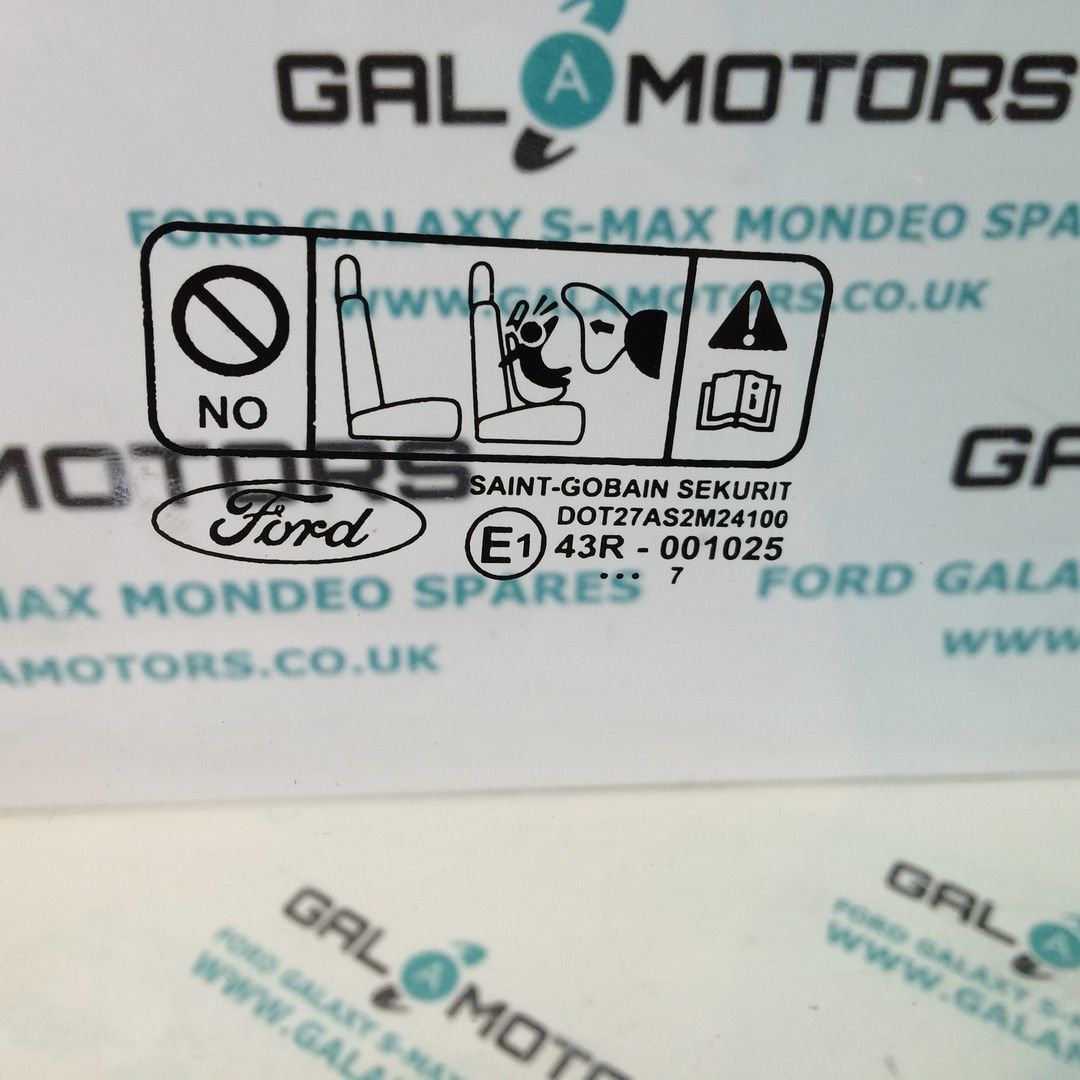 GAL A MOTORS
FORD GALAXY S-MAX MONDEO SPA
WWW.GALAMOTORS.CO.UK
NO
i
MOTORS
GA
Ford
SAINT-GOBAIN SEKURIT
DOT27AS2M24100
E1 43R - 001025
... 7
MAX MONDEO SPARES
FORD GALA
AMOTORS.CO.UK
WWW
GAL A MOTO
FORD GALAXY S-MA
WWW.GALA
GAL A
FORD GALAXY S-
WWW.GALAM